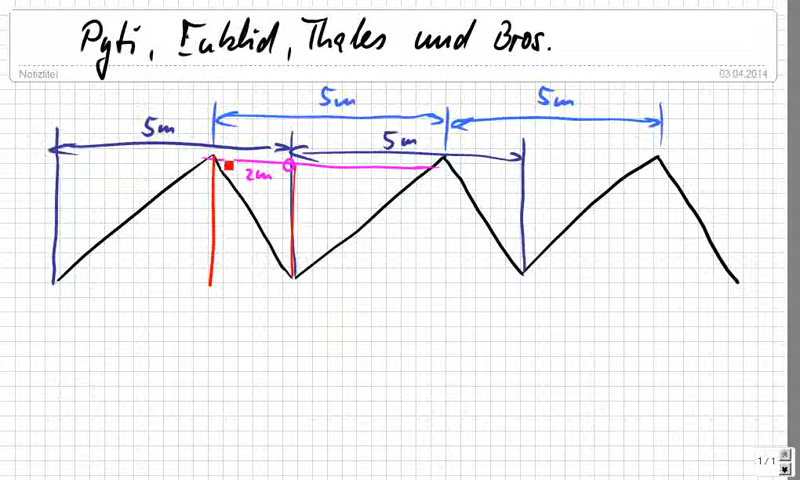 Pyti, Euklid, Thales und Bros.
Notiztitel
03.04.2014
5m
5m
5m
5m
2m
1/1